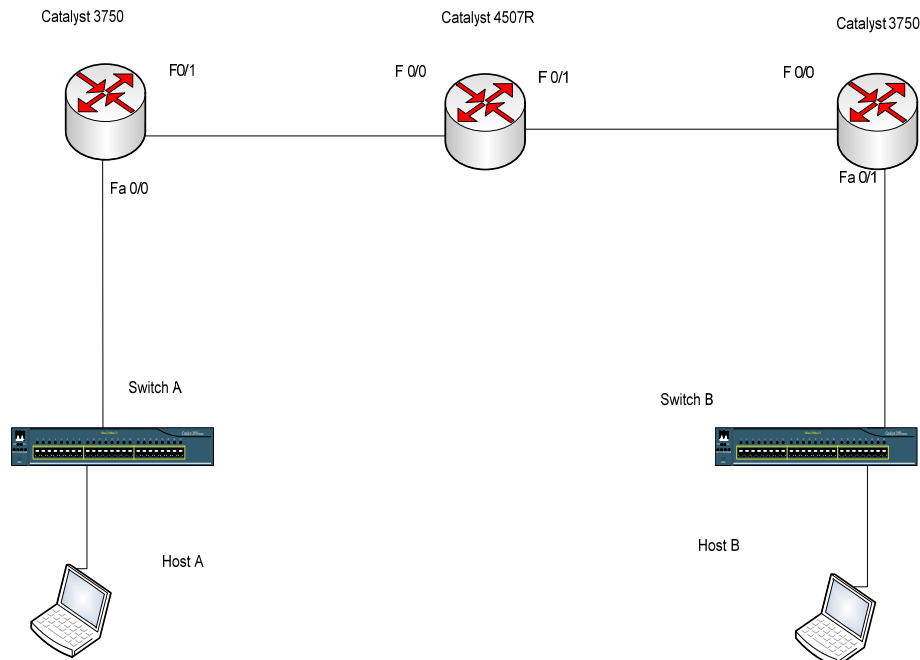 Catalyst 3750
Catalyst 4507R
Catalyst 3750
F0/1
F 0/0
F 0/1
F 0/0
Fa 0/0
Fa 0/1
Switch A
Switch B
Host A
Host B